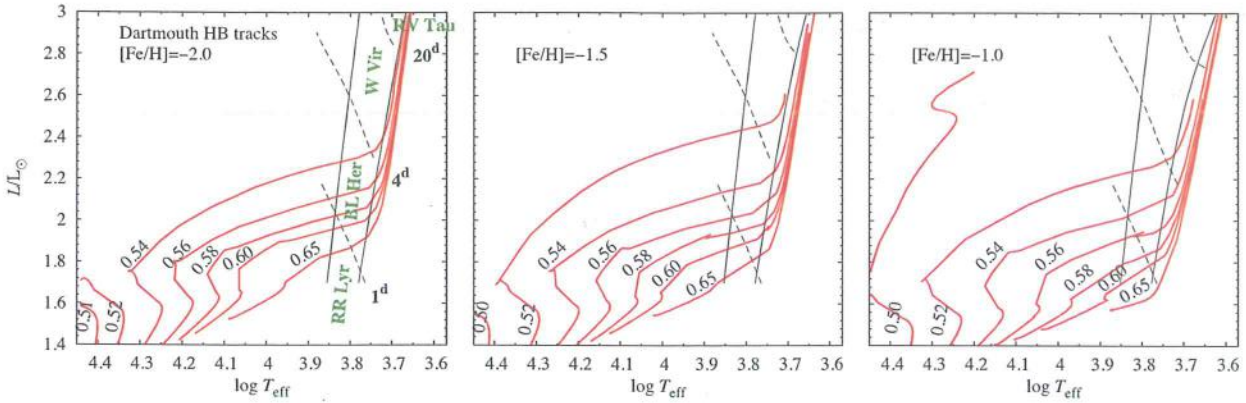 Dartmouth HB tracks
[Fe/H]=−2.0
RV Tau
20ᵈ
W Vir
BL Her
4ᵈ
RR Lyr
1ᵈ
0.51
0.52
0.54
0.56
0.58
0.60
0.65
3
2.8
2.6
2.4
2.2
2
1.8
1.6
1.4
L/L☉
4.4 4.3 4.2 4.1 4 3.9 3.8 3.7 3.6
log Teff
[Fe/H]=−1.5
0.50
0.52
0.54
0.56
0.58
0.60
0.65
4.4 4.3 4.2 4.1 4 3.9 3.8 3.7 3.6
log Teff
[Fe/H]=−1.0
0.50
0.52
0.54
0.56
0.58
0.60
0.65
4.4 4.3 4.2 4.1 4 3.9 3.8 3.7 3.6
log Teff